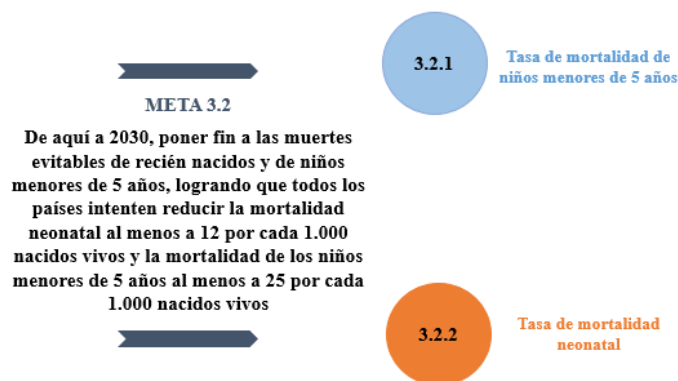 META 3.2
De aquí a 2030, poner fin a las muertes
evitables de recién nacidos y de niños
menores de 5 años, logrando que todos los
países intenten reducir la mortalidad
neonatal al menos a 12 por cada 1.000
nacidos vivos y la mortalidad de los niños
menores de 5 años al menos a 25 por cada
1.000 nacidos vivos
3.2.1
Tasa de mortalidad de
niños menores de 5 años
3.2.2
Tasa de mortalidad
neonatal